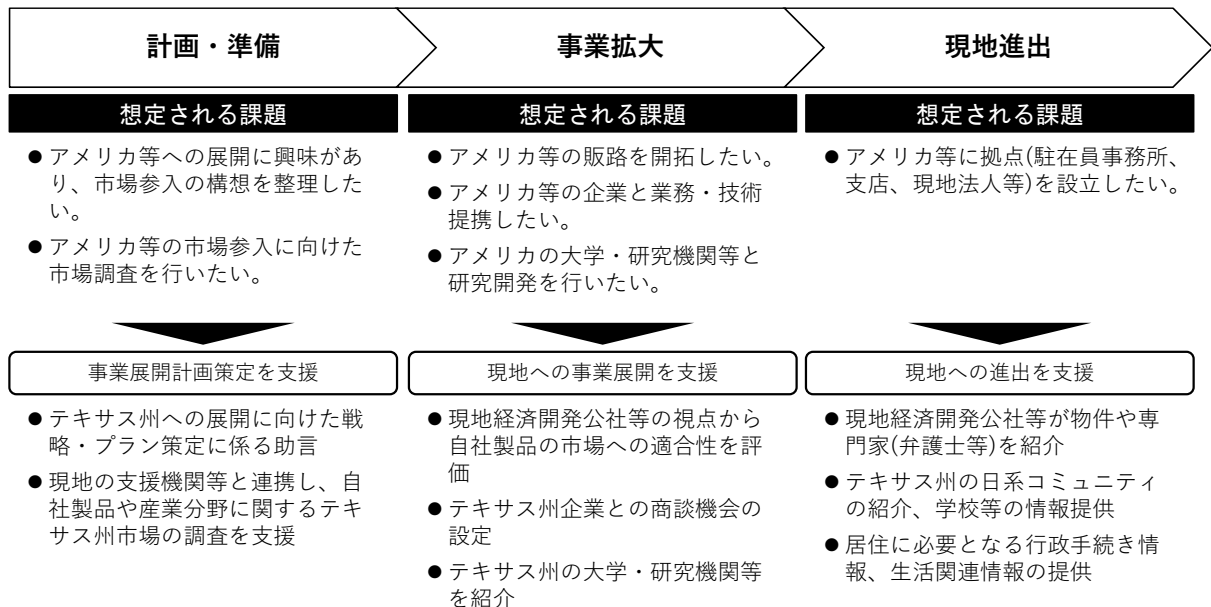 計画・準備
事業拡大
現地進出
想定される課題
● アメリカ等への展開に興味があ
り、市場参入の構想を整理した
い。
● アメリカ等の市場参入に向けた
市場調査を行いたい。
想定される課題
● アメリカ等の販路を開拓したい。
● アメリカ等の企業と業務・技術
提携したい。
● アメリカの大学・研究機関等と
研究開発を行いたい。
想定される課題
● アメリカ等に拠点(駐在員事務所、
支店、現地法人等)を設立したい。
事業展開計画策定を支援
● テキサス州への展開に向けた戦
略・プラン策定に係る助言
● 現地の支援機関等と連携し、自
社製品や産業分野に関するテキ
サス州市場の調査を支援
現地への事業展開を支援
● 現地経済開発公社等の視点から
自社製品の市場への適合性を評
価
● テキサス州企業との商談機会の
設定
● テキサス州の大学・研究機関等
を紹介
現地への進出を支援
● 現地経済開発公社等が物件や専
門家(弁護士等)を紹介
● テキサス州の日系コミュニティ
の紹介、学校等の情報提供
● 居住に必要となる行政手続き情
報、生活関連情報の提供